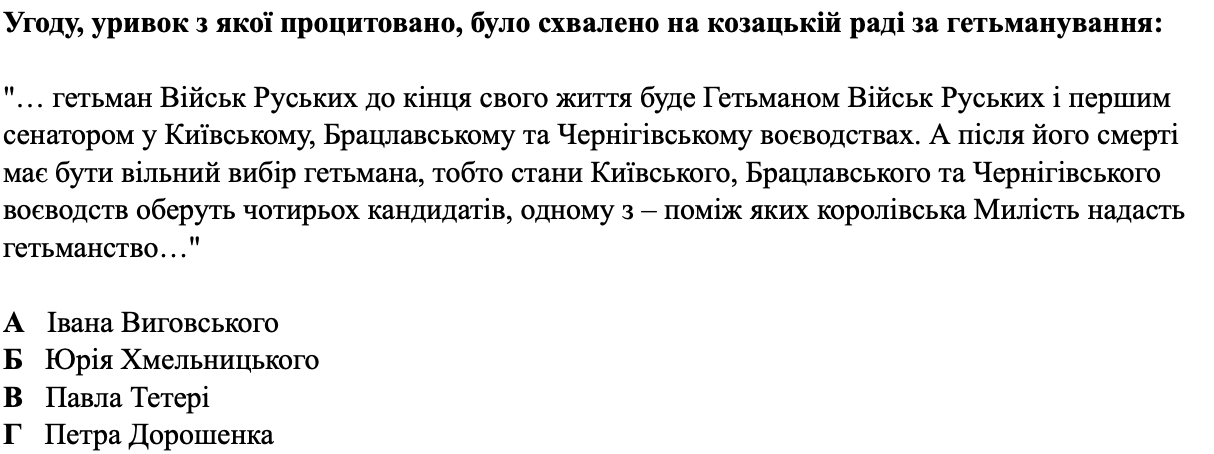 Угоду, уривок з якої процитовано, було схвалено на козацькій раді за гетьманування:
"… гетьман Військ Руських до кінця свого життя буде Гетьманом Військ Руських і першим
сенатором у Київському, Брацлавському та Чернігівському воєводствах. А після його смерті
має бути вільний вибір гетьмана, тобто стани Київського, Брацлавського та Чернігівського
воєводств оберуть чотирьох кандидатів, одному з – поміж яких королівська Милість надасть
гетьманство…"
А Івана Виговського
Б Юрія Хмельницького
В Павла Тетері
Г Петра Дорошенка